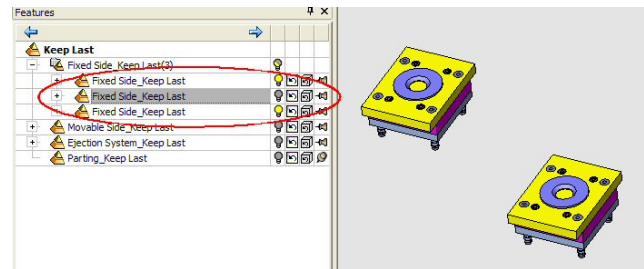 Features
Keep Last
Fixed Side_Keep Last(3)
Fixed Side_Keep Last
Fixed Side_Keep Last
Fixed Side_Keep Last
Movable Side_Keep Last
Ejection System_Keep Last
Parting_Keep Last